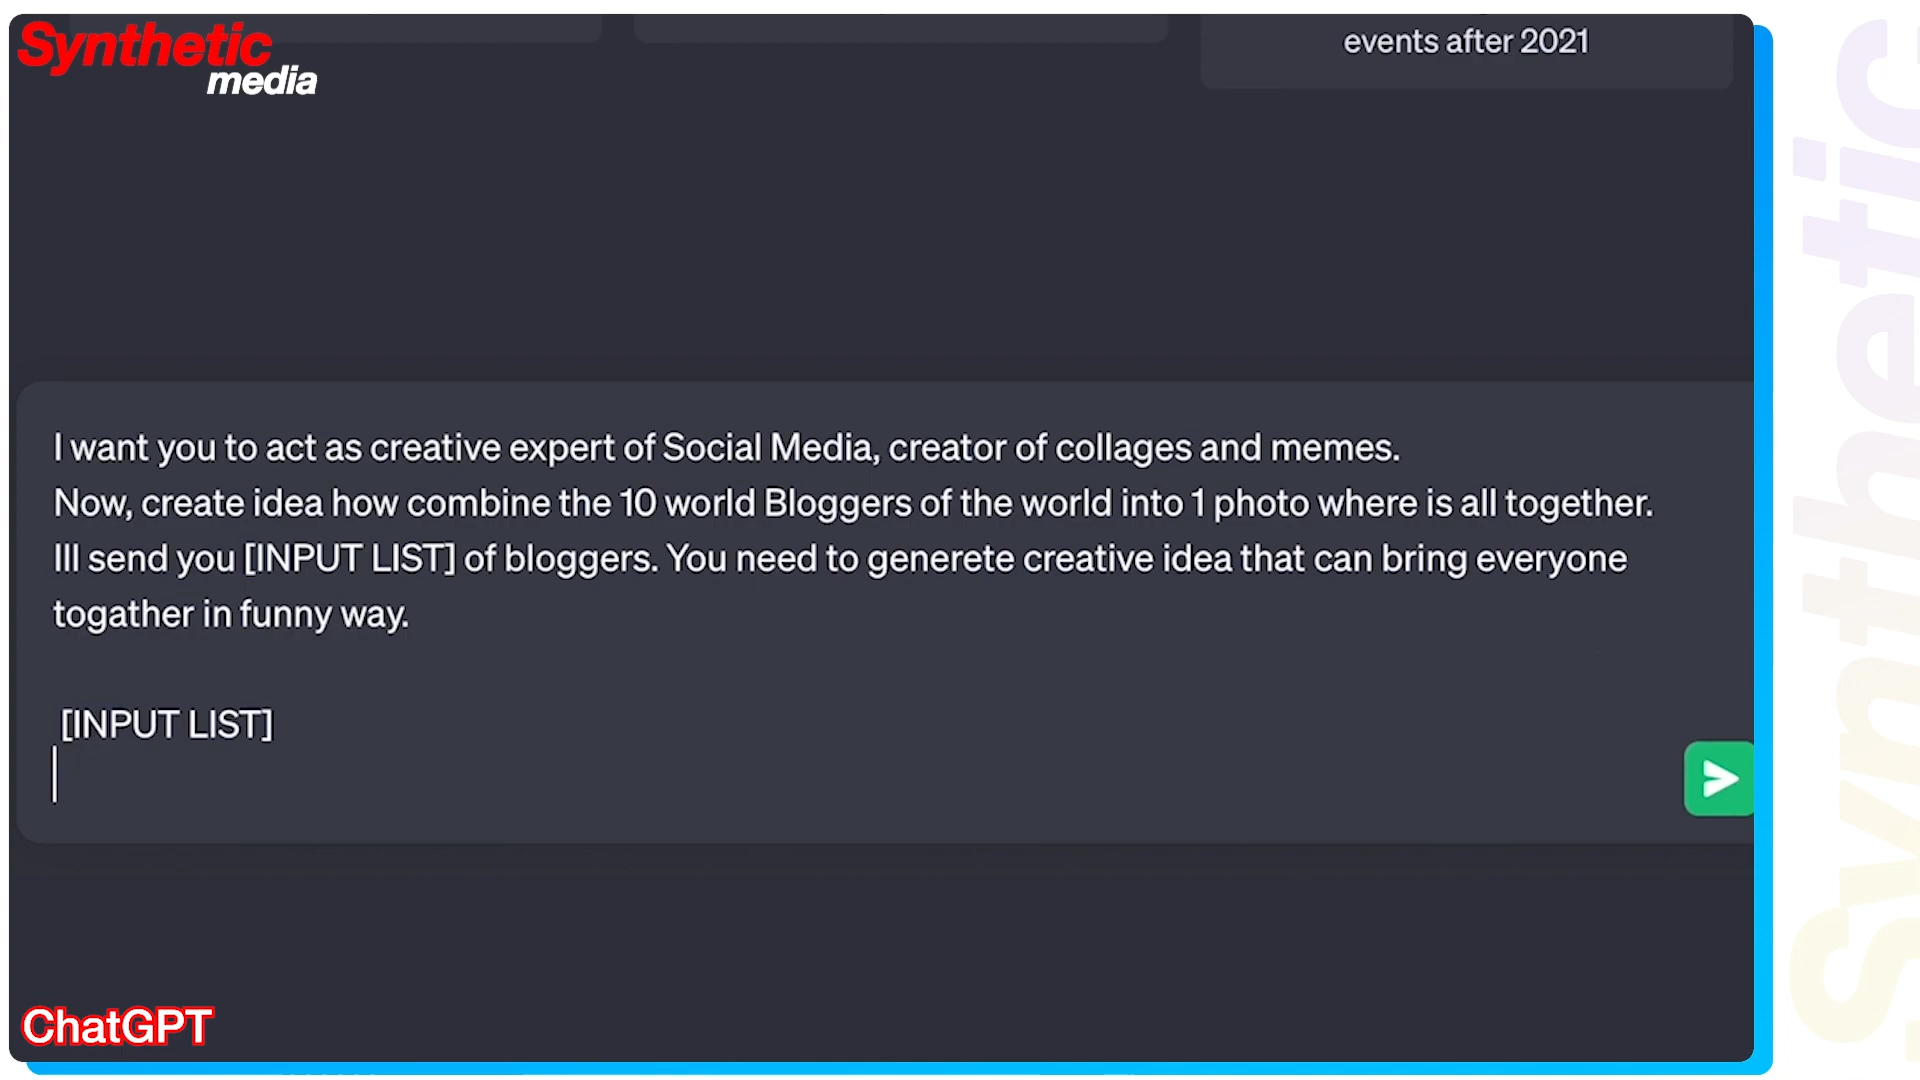 Synthetic
media
events after 2021
I want you to act as creative expert of Social Media, creator of collages and memes.
Now, create idea how combine the 10 world Bloggers of the world into 1 photo where is all together.
Ill send you [INPUT LIST] of bloggers. You need to generete creative idea that can bring everyone
togather in funny way.
[INPUT LIST]
ChatGPT
Synthetic